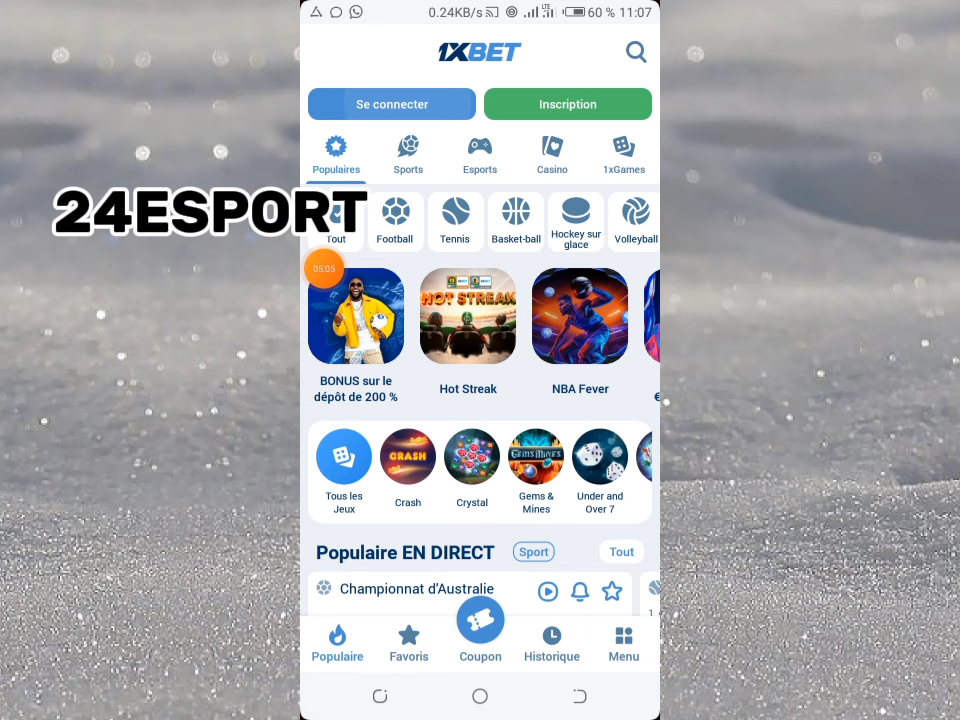 0.24KB/s LTE 60 % 11:07
1XBET
Se connecter Inscription
Populaires Sports Esports Casino 1xGames
24ESPORT
Tout Football Tennis Basket-ball Hockey sur glace Volleyball
05:05
HOT STREAK
BONUS sur le dépôt de 200 % Hot Streak NBA Fever €
CRASH GEMS MINES
Tous les Jeux Crash Crystal Gems & Mines Under and Over 7
Populaire EN DIRECT Sport Tout
Championnat d'Australie
1
Populaire Favoris Coupon Historique Menu